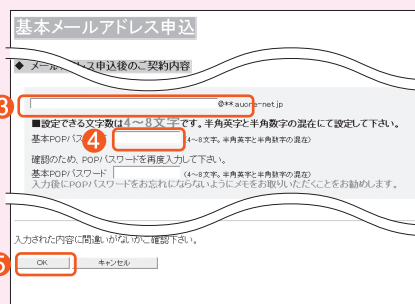 基本メールアドレス申込
◆ メールアドレス申込後のご契約内容
3
@**.auone-net.jp
■設定できる文字数は4～8文字です。半角英字と半角数字の混在にて設定して下さい。
基本POPパスワード 4 (4～8文字。半角英字と半角数字の混在)
確認のため、POPパスワードを再度入力して下さい。
基本POPパスワード (4～8文字。半角英字と半角数字の混在)
入力後にPOPパスワードをお忘れにならないようにメモをお取りいただくことをお勧めします。
入力された内容に間違いがないかご確認下さい。
5 OK キャンセル